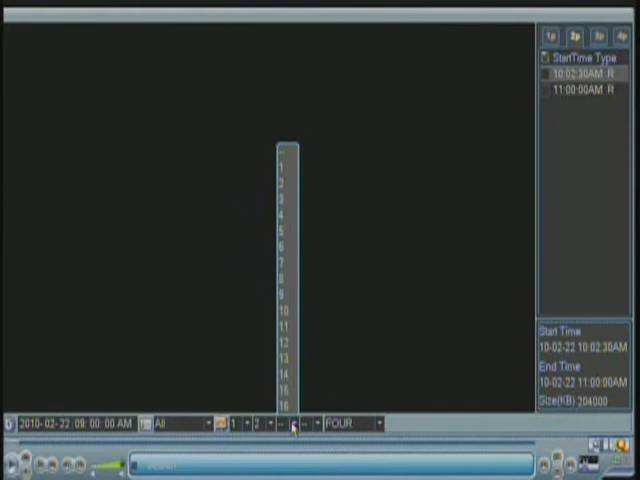 1p 2p 3p 4p
StartTime Type
10:02:30AM R
11:00:00AM R
--
1
2
3
4
5
6
7
8
9
10
11
12
13
14
15
16
Start Time
10-02-22 10:02:30AM
End Time
10-02-22 11:00:00AM
Size(KB) 204000
2010-02-22 09: 00: 00 AM All 1 2 -- -- FOUR
Search